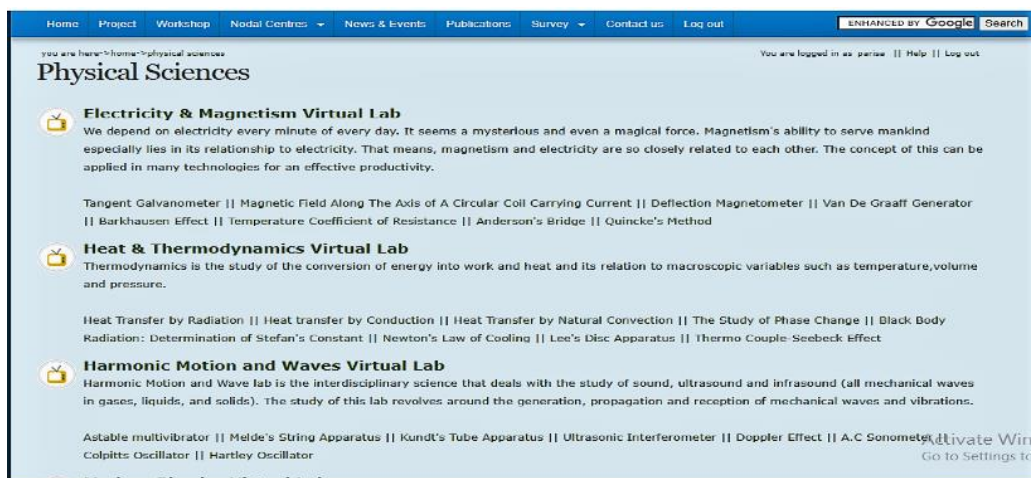 Home Project Workshop Nodal Centres News & Events Publications Survey Contact us Log out ENHANCED BY Google Search
you are here->home->physical sciences You are logged in as parisa || Help || Log out
Physical Sciences
Electricity & Magnetism Virtual Lab
We depend on electricity every minute of every day. It seems a mysterious and even a magical force. Magnetism's ability to serve mankind
especially lies in its relationship to electricity. That means, magnetism and electricity are so closely related to each other. The concept of this can be
applied in many technologies for an effective productivity.
Tangent Galvanometer || Magnetic Field Along The Axis of A Circular Coil Carrying Current || Deflection Magnetometer || Van De Graaff Generator
|| Barkhausen Effect || Temperature Coefficient of Resistance || Anderson's Bridge || Quincke's Method
Heat & Thermodynamics Virtual Lab
Thermodynamics is the study of the conversion of energy into work and heat and its relation to macroscopic variables such as temperature,volume
and pressure.
Heat Transfer by Radiation || Heat transfer by Conduction || Heat Transfer by Natural Convection || The Study of Phase Change || Black Body
Radiation: Determination of Stefan's Constant || Newton's Law of Cooling || Lee's Disc Apparatus || Thermo Couple-Seebeck Effect
Harmonic Motion and Waves Virtual Lab
Harmonic Motion and Wave lab is the interdisciplinary science that deals with the study of sound, ultrasound and infrasound (all mechanical waves
in gases, liquids, and solids). The study of this lab revolves around the generation, propagation and reception of mechanical waves and vibrations.
Astable multivibrator || Melde's String Apparatus || Kundt's Tube Apparatus || Ultrasonic Interferometer || Doppler Effect || A.C Sonometer ||
Activate Win
Colpitts Oscillator || Hartley Oscillator
Go to Settings to